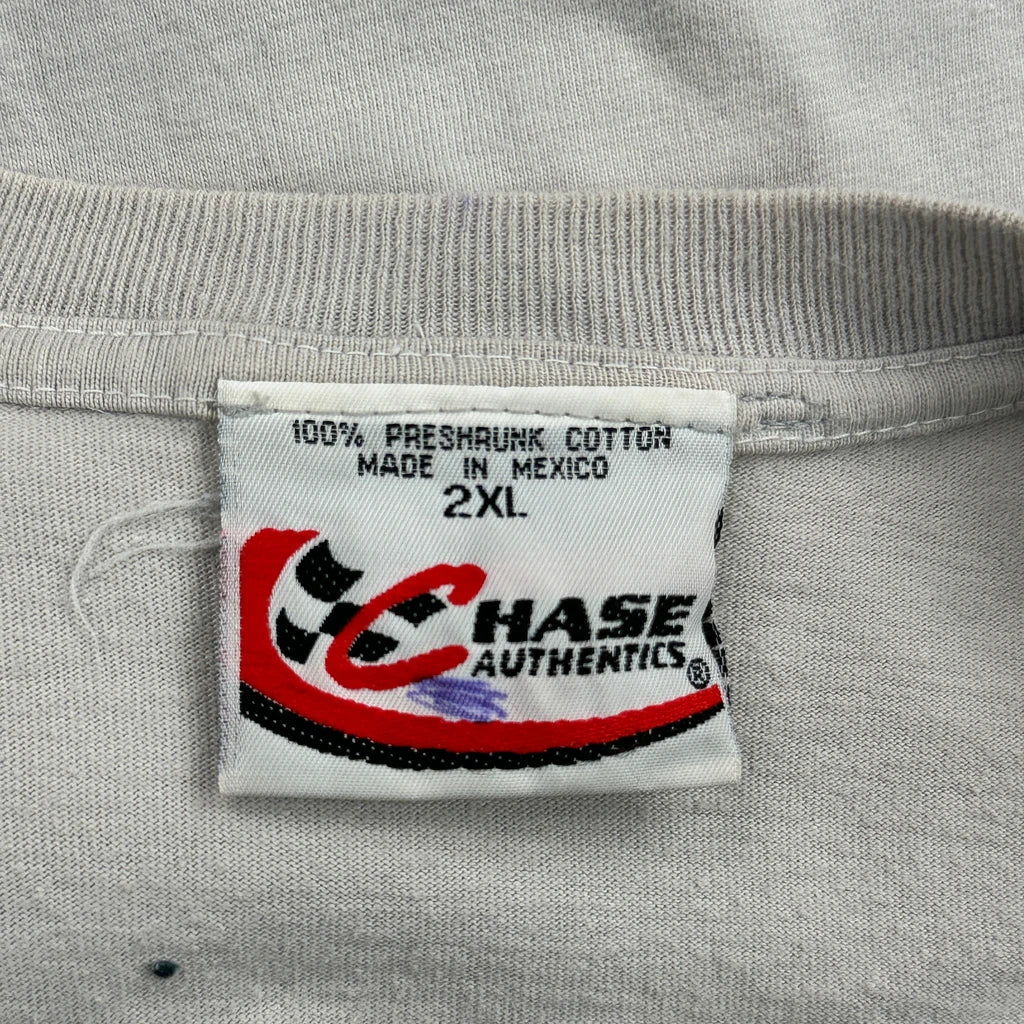 100% PRESHRUNK COTTON
MADE IN MEXICO
2XL
CHASE
AUTHENTICS®